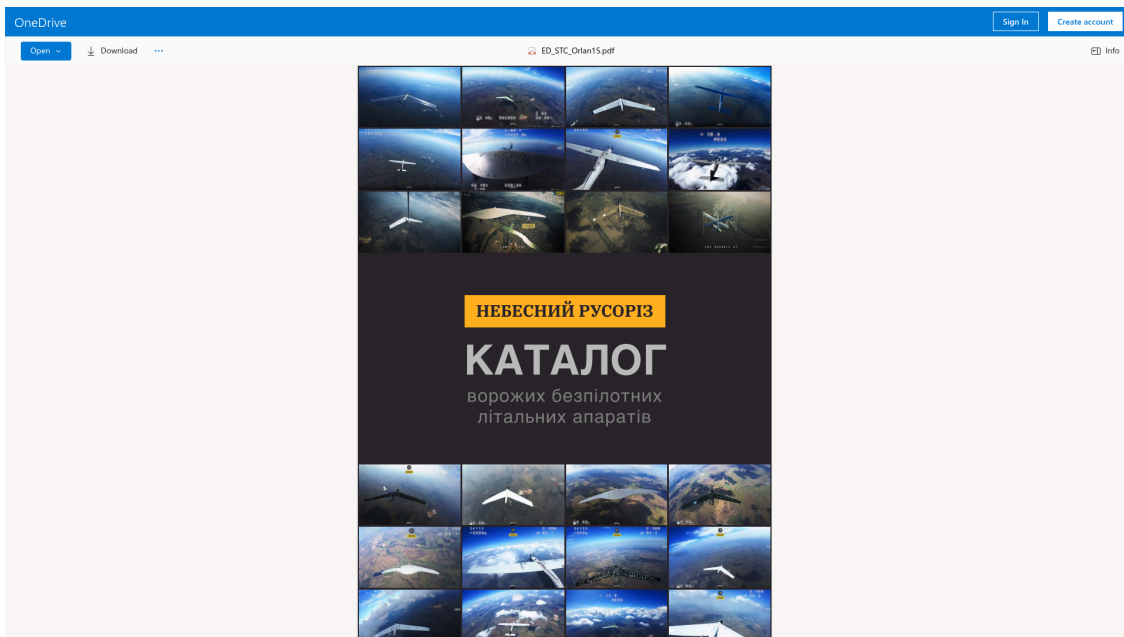 OneDrive
Sign In
Create account
Open
Download
ED_STC_Orlan15.pdf
Info
НЕБЕСНИЙ РУСОРІЗ
КАТАЛОГ
ворожих безпілотних
літальних апаратів